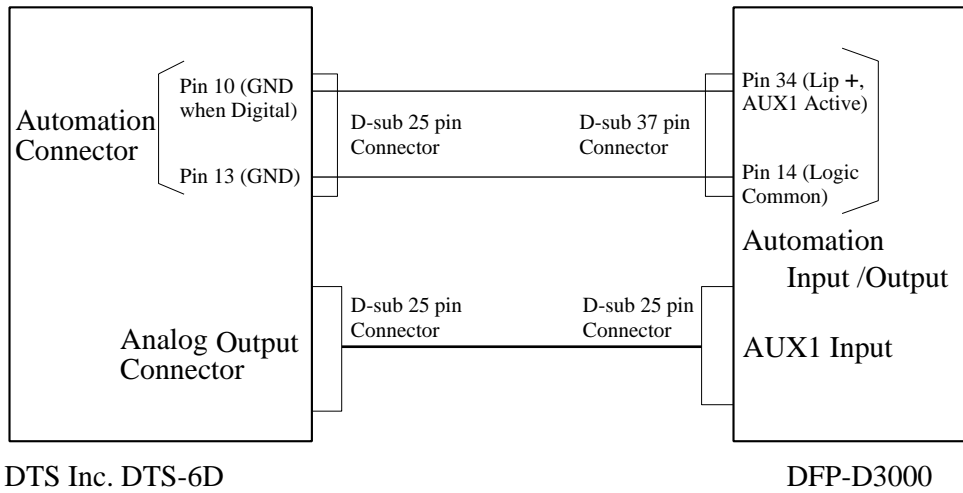 Pin 10 (GND
when Digital)
Automation
Connector
Pin 13 (GND)
D-sub 25 pin
Connector
D-sub 37 pin
Connector
Pin 34 (Lip +,
AUX1 Active)
Pin 14 (Logic
Common)
Automation
Input /Output
D-sub 25 pin
Connector
D-sub 25 pin
Connector
Analog Output
Connector
AUX1 Input
DTS Inc. DTS-6D
DFP-D3000